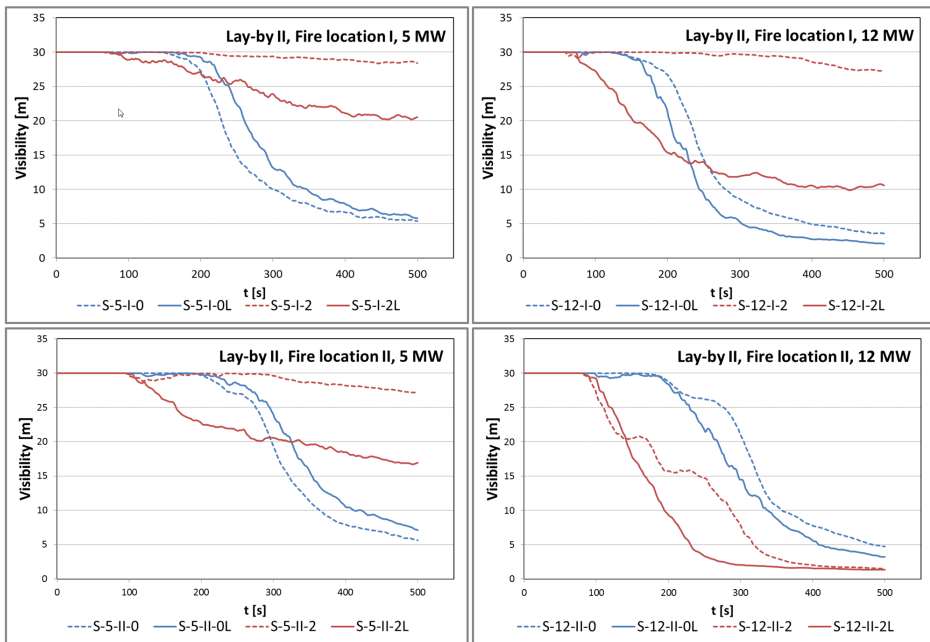 Lay-by II, Fire location I, 5 MW
Visibility [m]
35
30
25
20
15
10
5
0
0 100 200 300 400 500
t [s]
S-5-I-0 S-5-I-0L S-5-I-2 S-5-I-2L
Lay-by II, Fire location I, 12 MW
Visibility [m]
35
30
25
20
15
10
5
0
0 100 200 300 400 500
t [s]
S-12-I-0 S-12-I-0L S-12-I-2 S-12-I-2L
Lay-by II, Fire location II, 5 MW
Visibility [m]
35
30
25
20
15
10
5
0
0 100 200 300 400 500
t [s]
S-5-II-0 S-5-II-0L S-5-II-2 S-5-II-2L
Lay-by II, Fire location II, 12 MW
Visibility [m]
35
30
25
20
15
10
5
0
0 100 200 300 400 500
t [s]
S-12-II-0 S-12-II-0L S-12-II-2 S-12-II-2L